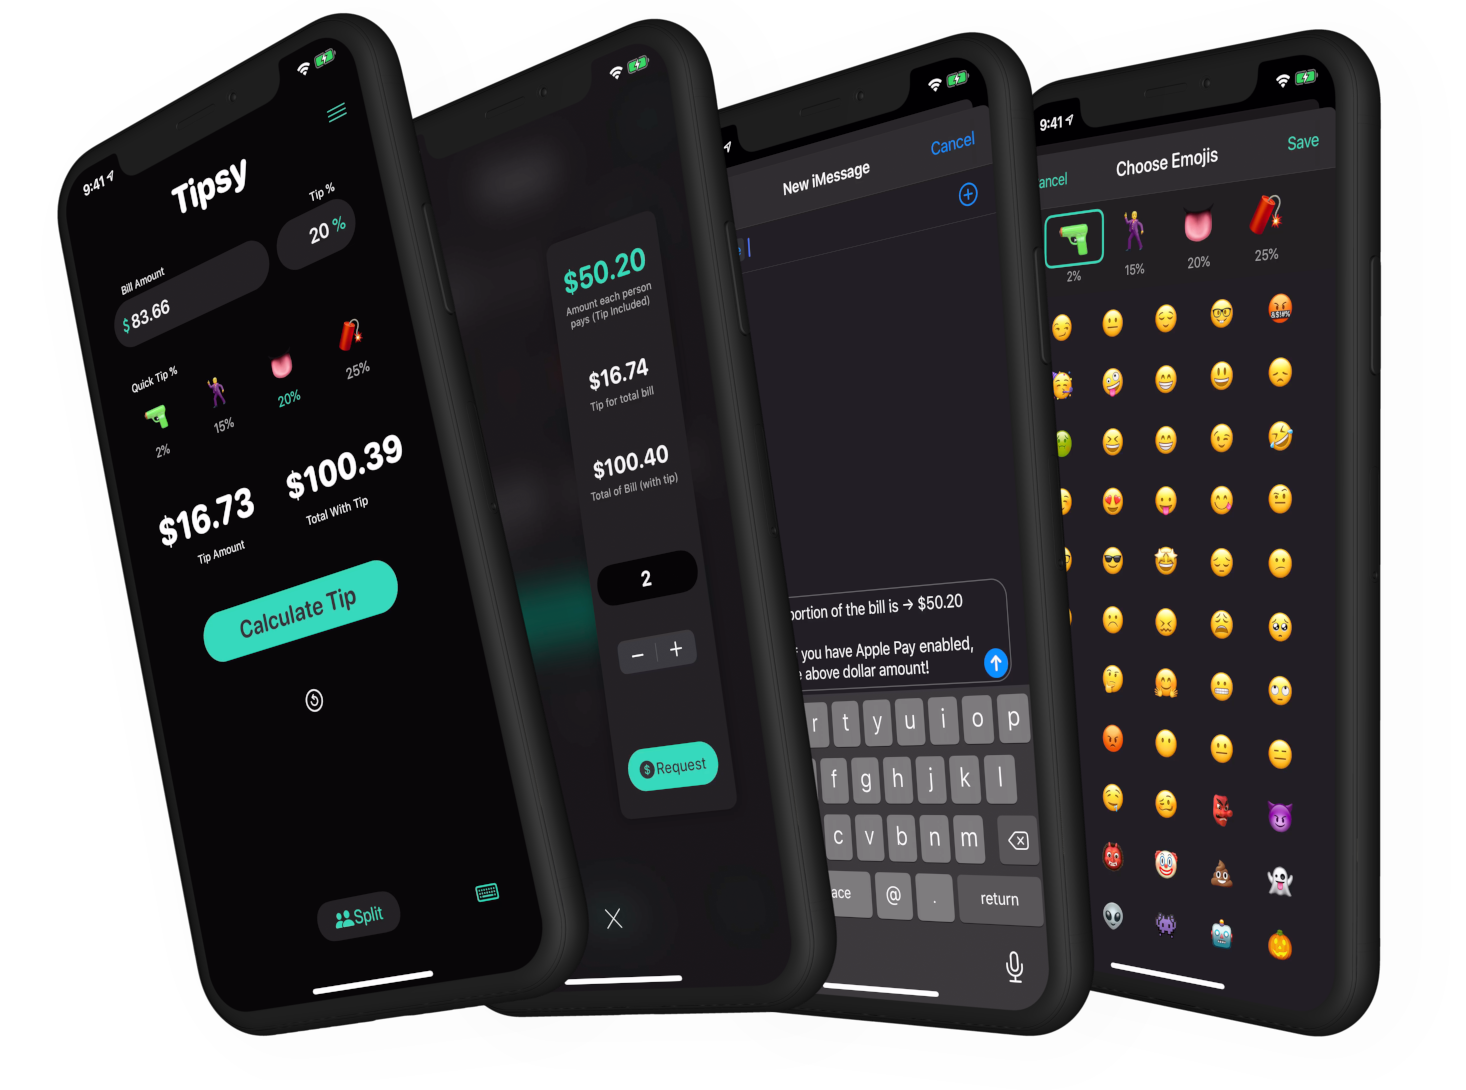 9:41
Tipsy
Tip %
20 %
Bill Amount
$83.66
Quick Tip %
2%
15%
20%
25%
$16.73
Tip Amount
$100.39
Total With Tip
Calculate Tip
Split
$50.20
Amount each person
pays (Tip Included)
$16.74
Tip for total bill
$100.40
Total of Bill (with tip)
2
− +
$ Request
New iMessage
Cancel
portion of the bill is → $50.20
f you have Apple Pay enabled,
e above dollar amount!
r t y u i o p
f g h j k l
c v b n m
ace @ . return
9:41
ancel
Choose Emojis
Save
2%
15%
20%
25%
&$!#%